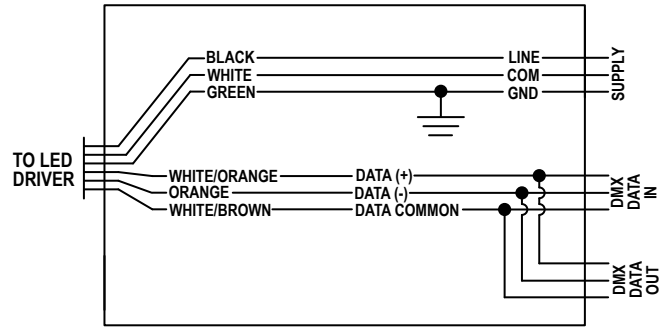 BLACK LINE
WHITE COM
GREEN GND
SUPPLY
TO LED
DRIVER
WHITE/ORANGE DATA (+)
ORANGE DATA (-)
WHITE/BROWN DATA COMMON
DMX
DATA
IN
DMX
DATA
OUT